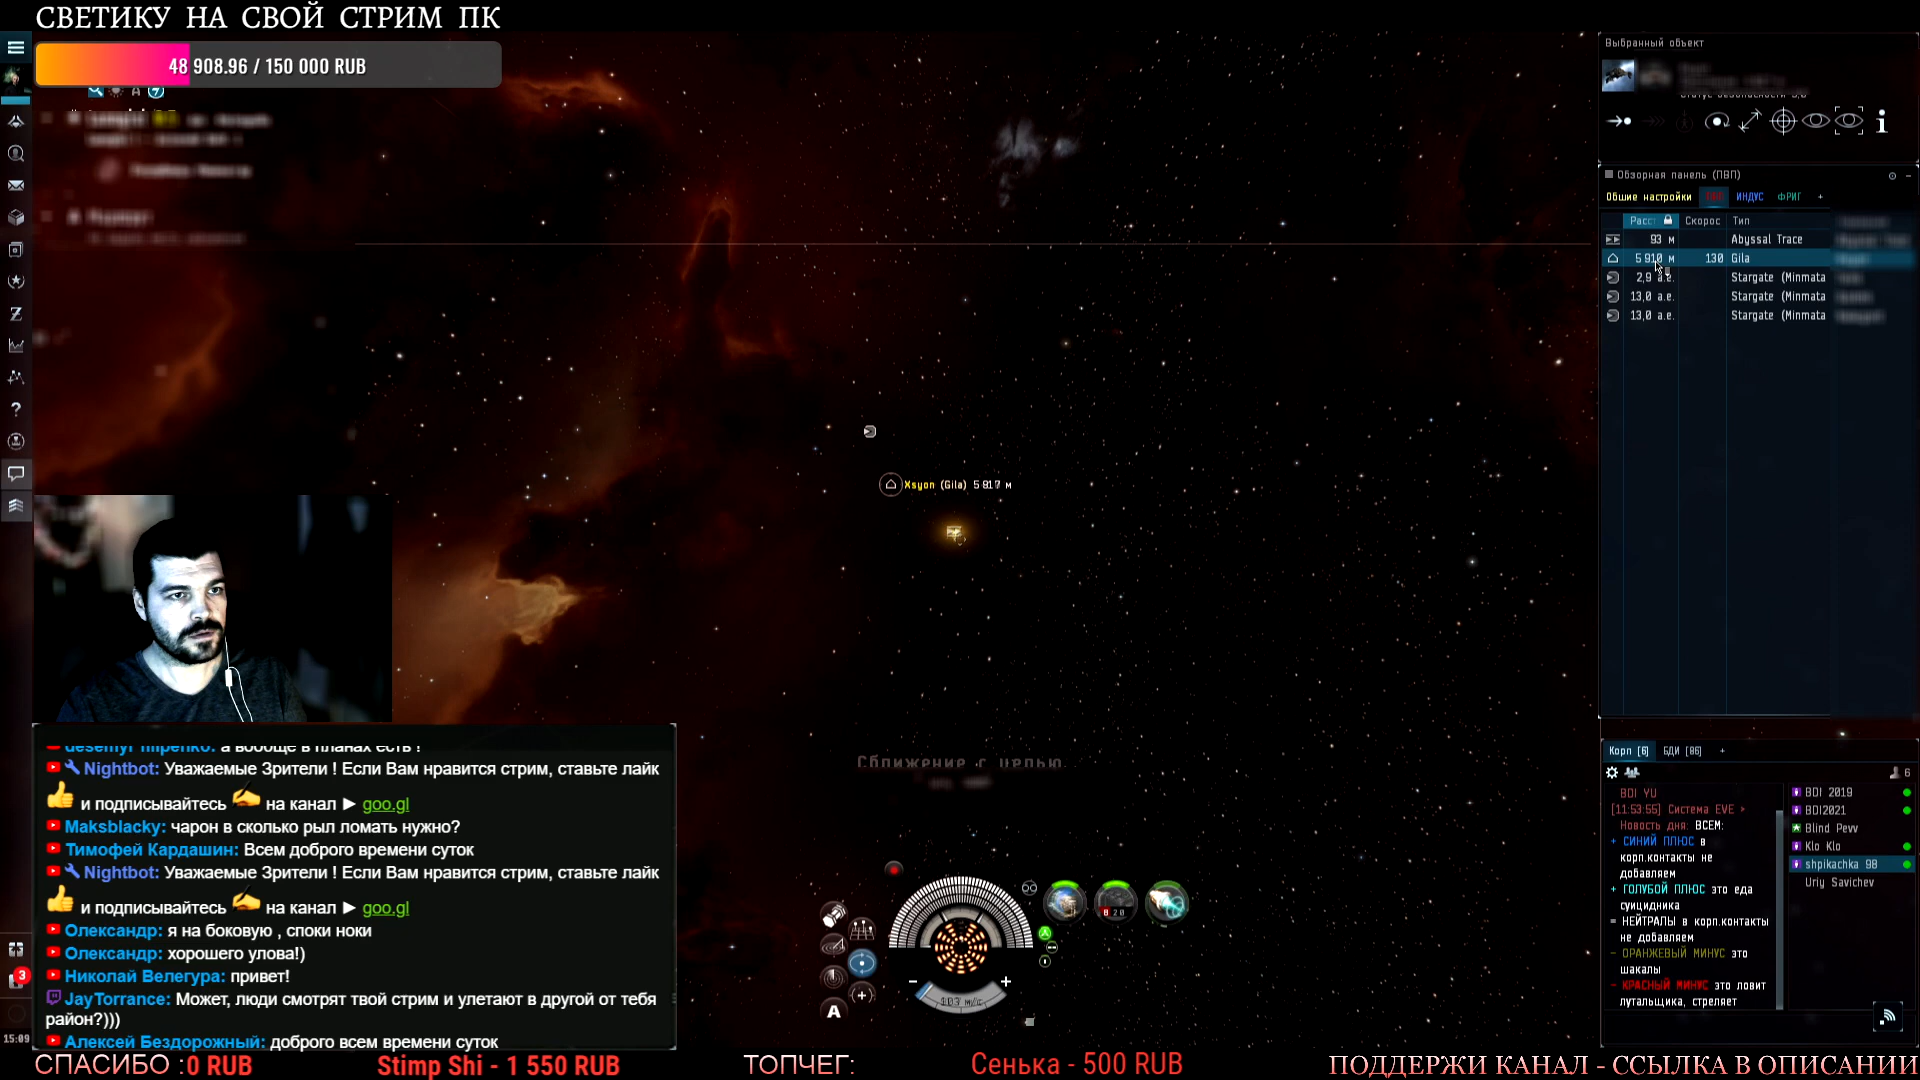 СВЕТИКУ НА СВОЙ СТРИМ ПК
48 908.96 / 150 000 RUB
Выбранный объект
Обзорная панель (ПВП)
Общие настройки ИНДУС ФРИГ +
Расст Скорос Тип
93 м Abyssal Trace
5 910 м 130 Gila
2,9 а.е. Stargate (Minmata
13,0 а.е. Stargate (Minmata
13,0 а.е. Stargate (Minmata
Xsyon (Gila) 5 817 м
Сближение с целью
desemyr filipenko: а вообще в планах есть !
Nightbot: Уважаемые Зрители ! Если Вам нравится стрим, ставьте лайк
и подписывайтесь на канал ► goo.gl
Maksblacky: чарон в сколько рыл ломать нужно?
Тимофей Кардашин: Всем доброго времени суток
Nightbot: Уважаемые Зрители ! Если Вам нравится стрим, ставьте лайк
и подписывайтесь на канал ► goo.gl
Олександр: я на боковую , споки ноки
Олександр: хорошего улова!)
Николай Велегура: привет!
JayTorrance: Может, люди смотрят твой стрим и улетают в другой от тебя
район?)))
Алексей Бездорожный: доброго всем времени суток
3
15:09
A
Корп [6] БДИ [86] +
6
BDI YU
[11:53:55] Система EVE
Новость дня: ВСЕМ:
+ СИНИЙ ПЛЮС в
корп.контакты не
добавляем
+ ГОЛУБОЙ ПЛЮС это еда
суицидника
= НЕЙТРАЛЫ в корп.контакты
не добавляем
- ОРАНЖЕВЫЙ МИНУС это
шакалы
- КРАСНЫЙ МИНУС это ловит
лутальщика, стреляет
BDI 2019
BDI2021
Blind Pevv
Klo Klo
shpikachka 98
Uriy Savichev
СПАСИБО :0 RUB
Stimp Shi - 1 550 RUB
ТОПЧЕГ:
Сенька - 500 RUB
ПОДДЕРЖИ КАНАЛ - ССЫЛКА В ОПИСАНИИ